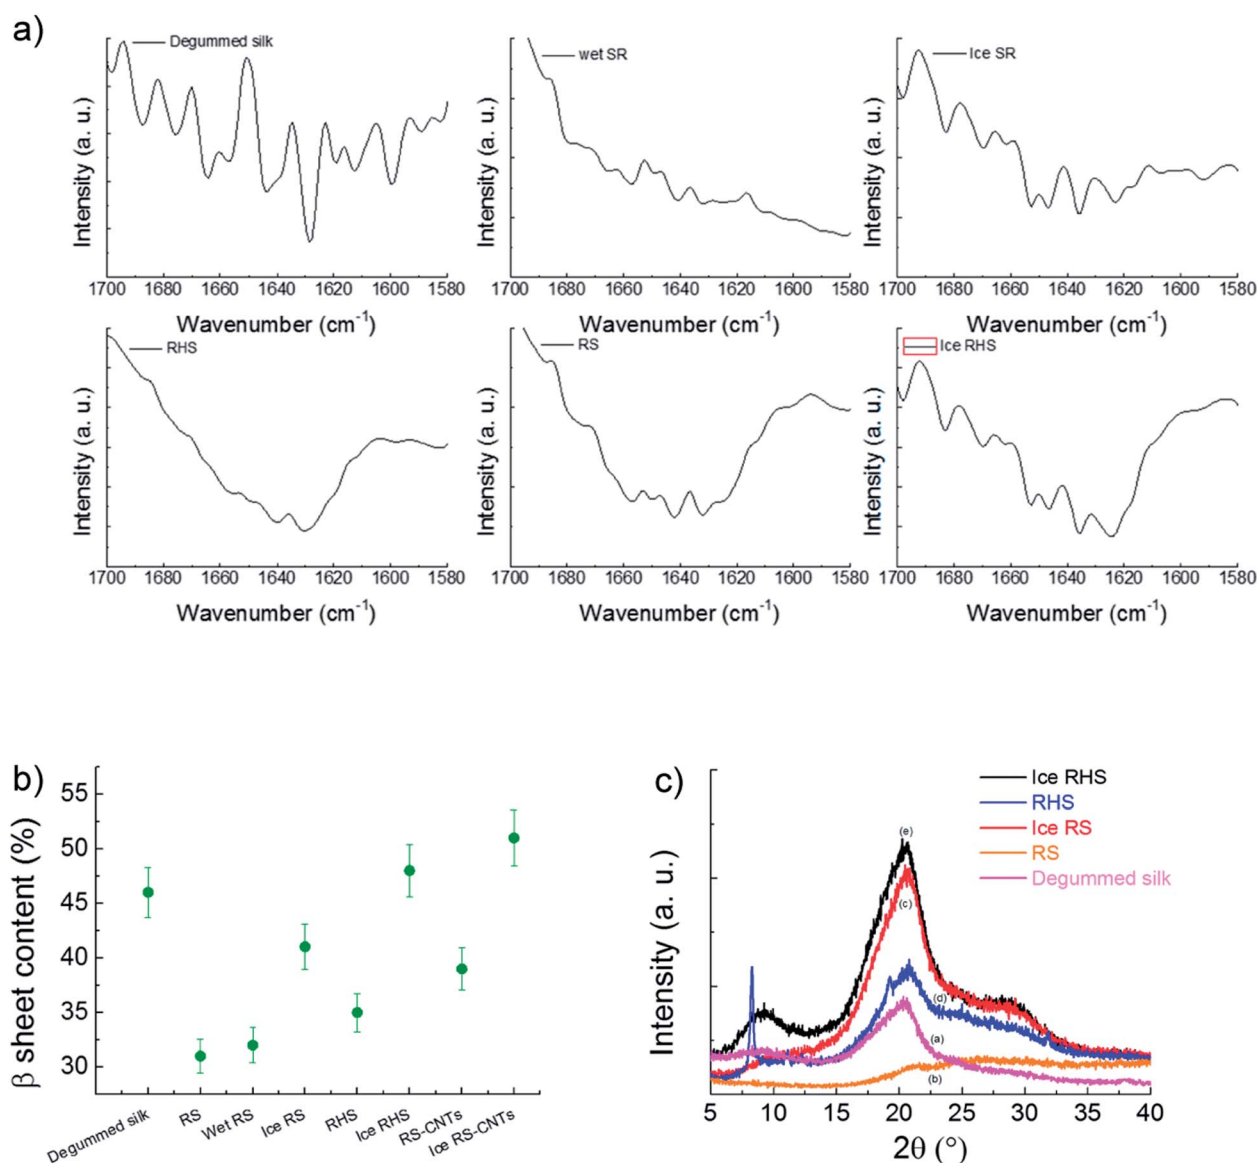 a)
Degummed silk
Intensity (a. u.)
1700 1680 1660 1640 1620 1600 1580
Wavenumber (cm-1)
wet SR
Intensity (a. u.)
1700 1680 1660 1640 1620 1600 1580
Wavenumber (cm-1)
Ice SR
Intensity (a. u.)
1700 1680 1660 1640 1620 1600 1580
Wavenumber (cm-1)
RHS
Intensity (a. u.)
1700 1680 1660 1640 1620 1600 1580
Wavenumber (cm-1)
RS
Intensity (a. u.)
1700 1680 1660 1640 1620 1600 1580
Wavenumber (cm-1)
Ice RHS
Intensity (a. u.)
1700 1680 1660 1640 1620 1600 1580
Wavenumber (cm-1)
b)
β sheet content (%)
55
50
45
40
35
30
Degummed silk
RS
Wet RS
Ice RS
RHS
Ice RHS
RS-CNTs
Ice RS-CNTs
c)
Intensity (a. u.)
Ice RHS
RHS
Ice RS
RS
Degummed silk
(e)
(c)
(d)
(a)
(b)
5 10 15 20 25 30 35 40
2θ (°)